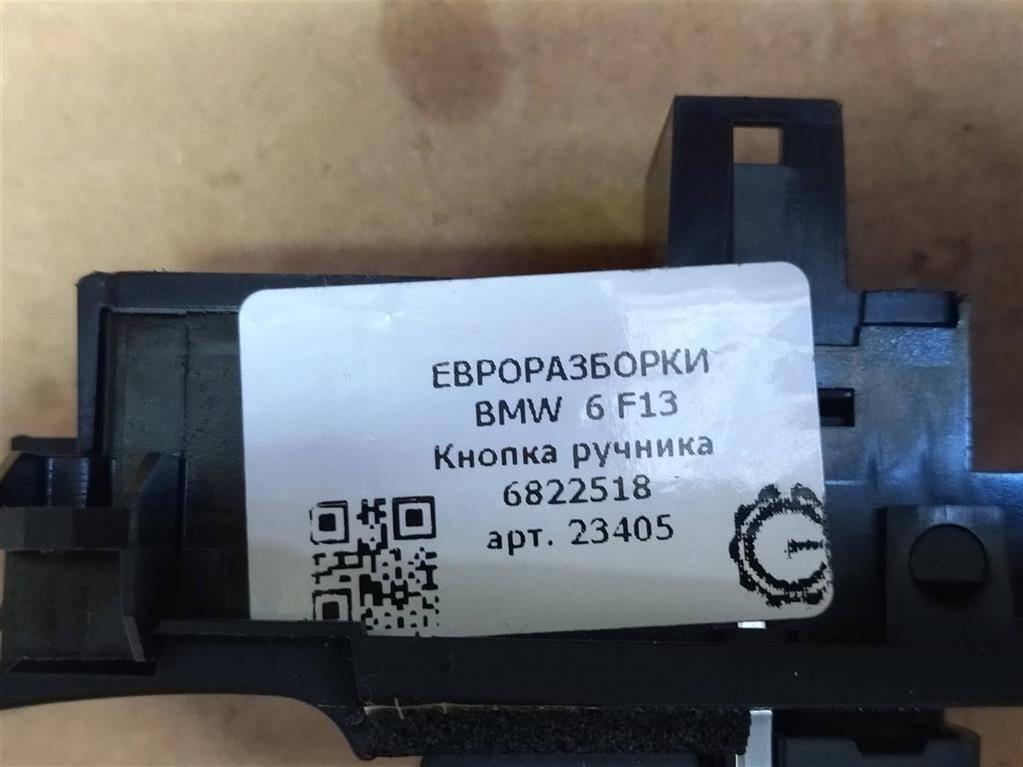 ЕВРОРАЗБОРКИ
BMW 6 F13
Кнопка ручника
6822518
арт. 23405